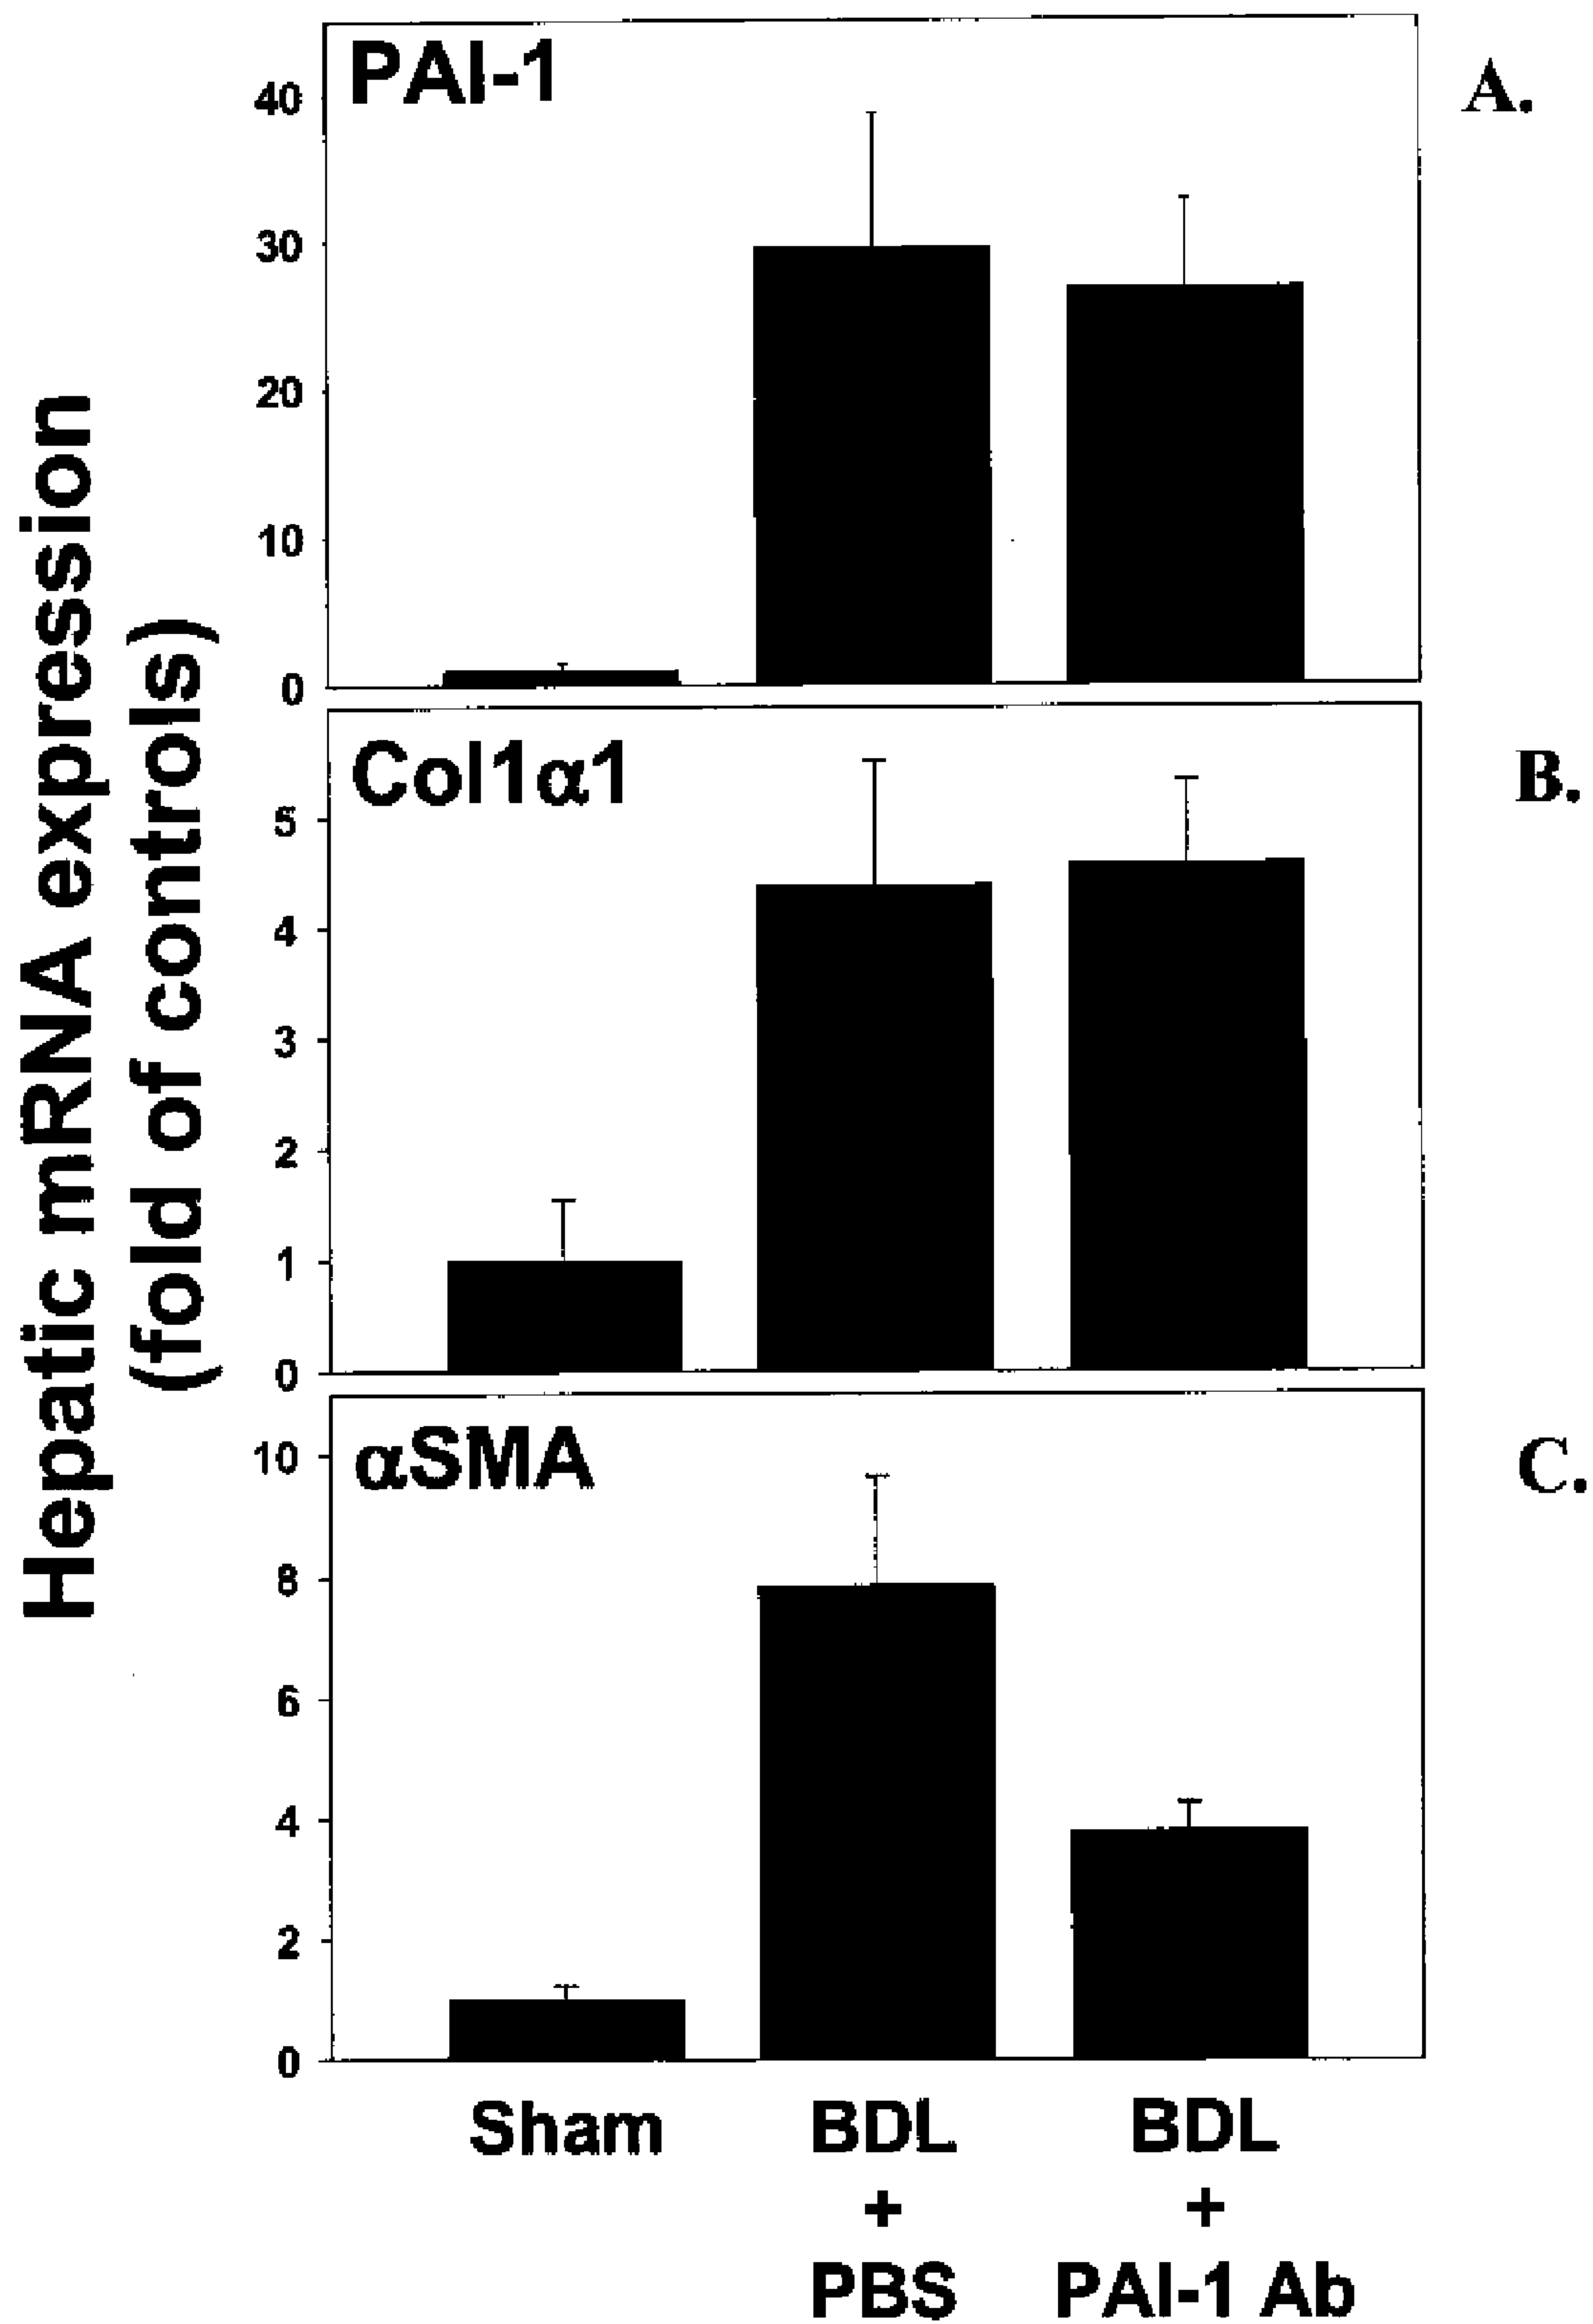 Hepatic mRNA expression
(fold of controls)
PAI-1
A.
40
30
20
10
0
Col1α1
B.
5
4
3
2
1
0
αSMA
C.
10
8
6
4
2
0
Sham
BDL
+
PBS
BDL
+
PAI-1 Ab